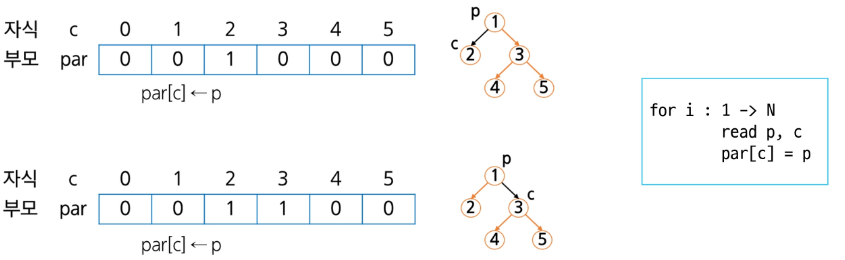 자식 c 0 1 2 3 4 5
부모 par 0 0 1 0 0 0
par[c] ← p
p
1
c
2 3
4 5
for i : 1 -> N
read p, c
par[c] = p
자식 c 0 1 2 3 4 5
부모 par 0 0 1 1 0 0
par[c] ← p
p
1
c
2 3
4 5